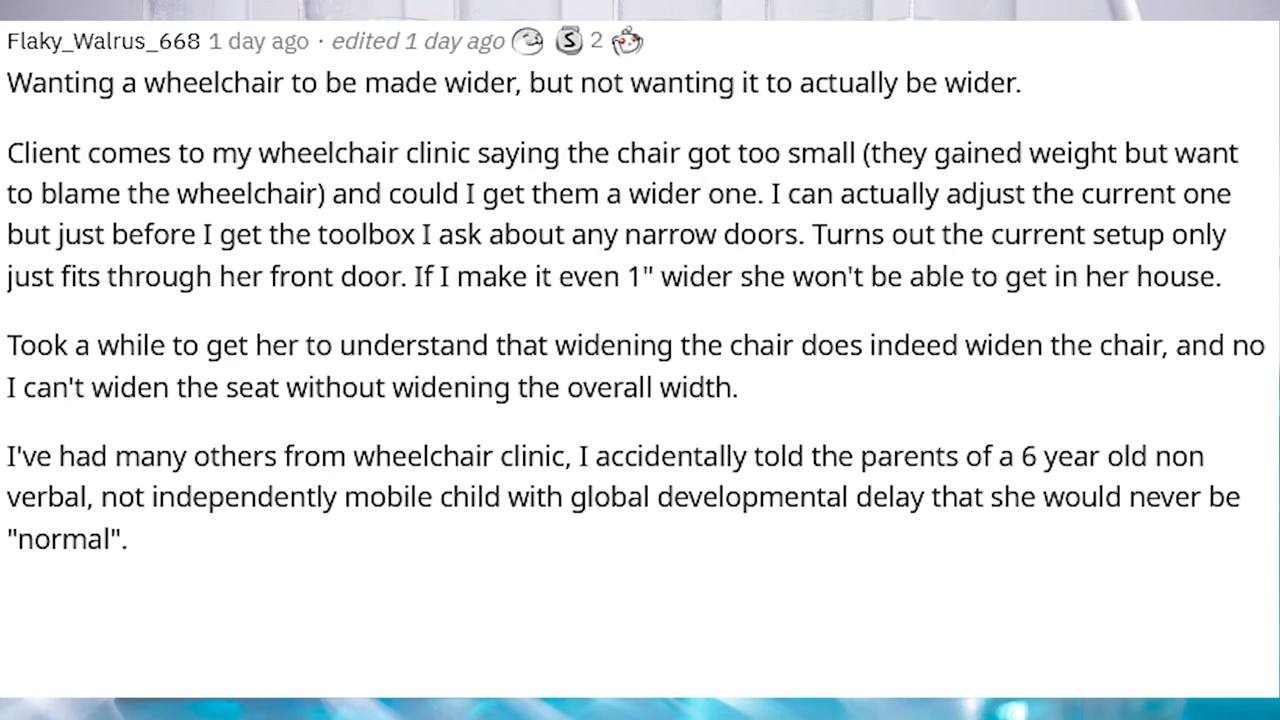 Flaky_Walrus_668 1 day ago · edited 1 day ago S 2
Wanting a wheelchair to be made wider, but not wanting it to actually be wider.
Client comes to my wheelchair clinic saying the chair got too small (they gained weight but want
to blame the wheelchair) and could I get them a wider one. I can actually adjust the current one
but just before I get the toolbox I ask about any narrow doors. Turns out the current setup only
just fits through her front door. If I make it even 1" wider she won't be able to get in her house.
Took a while to get her to understand that widening the chair does indeed widen the chair, and no
I can't widen the seat without widening the overall width.
I've had many others from wheelchair clinic, I accidentally told the parents of a 6 year old non
verbal, not independently mobile child with global developmental delay that she would never be
"normal".